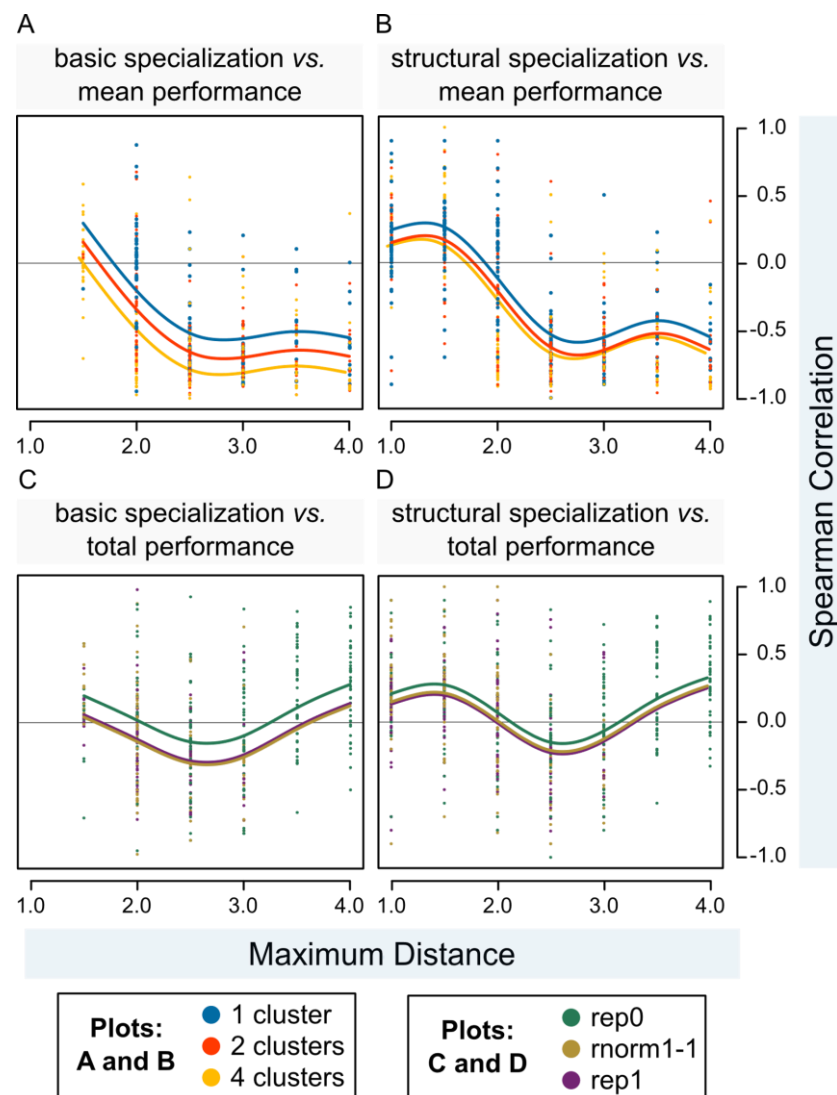 A
basic specialization vs.
mean performance
B
structural specialization vs.
mean performance
1.0
0.5
0.0
-0.5
-1.0
1.0 2.0 3.0 4.0
1.0 2.0 3.0 4.0
C
basic specialization vs.
total performance
D
structural specialization vs.
total performance
1.0
0.5
0.0
-0.5
-1.0
1.0 2.0 3.0 4.0
1.0 2.0 3.0 4.0
Spearman Correlation
Maximum Distance
Plots:
A and B
1 cluster
2 clusters
4 clusters
Plots:
C and D
rep0
rnorm1-1
rep1